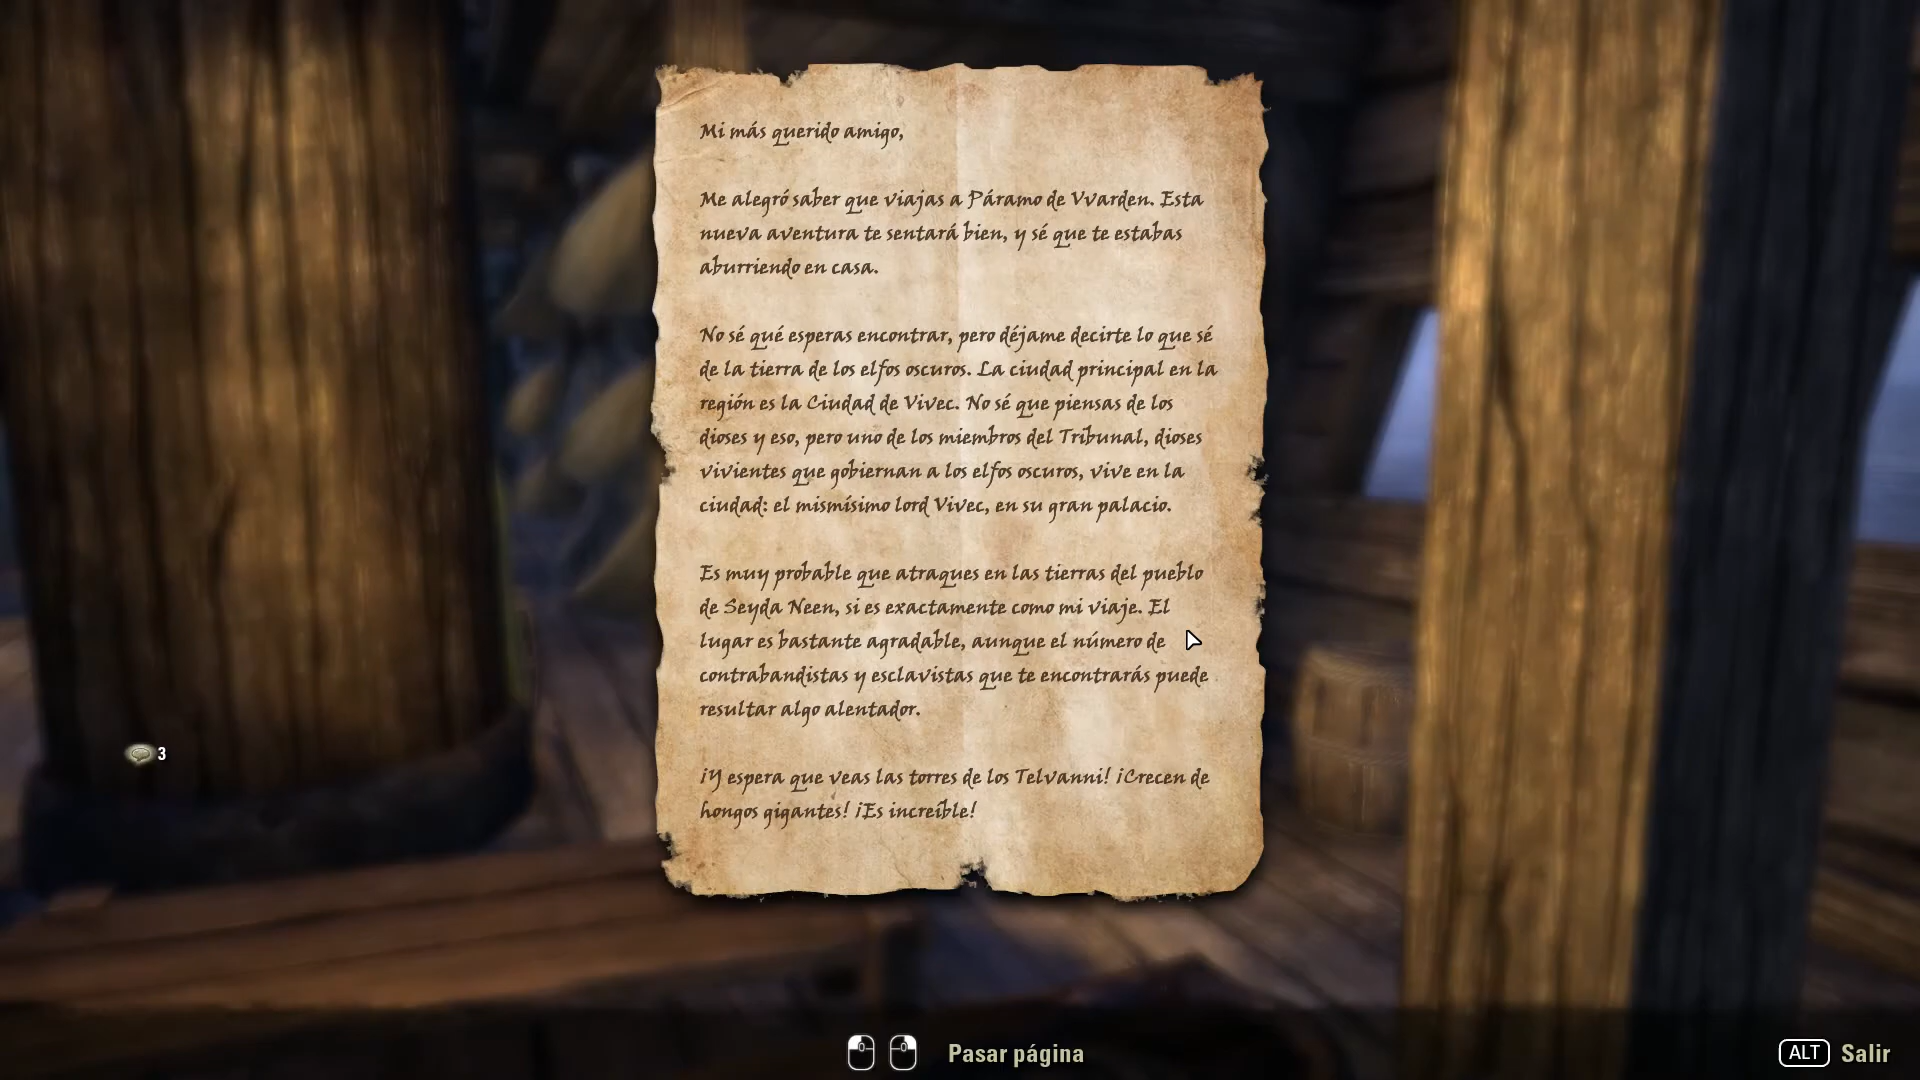 Mi más querido amigo,
Me alegró saber que viajas a Páramo de Vvarden. Esta
nueva aventura te sentará bien, y sé que te estabas
aburriendo en casa.
No sé qué esperas encontrar, pero déjame decirte lo que sé
de la tierra de los elfos oscuros. La ciudad principal en la
región es la Ciudad de Vivec. No sé que piensas de los
dioses y eso, pero uno de los miembros del Tribunal, dioses
vivientes que gobiernan a los elfos oscuros, vive en la
ciudad: el mismísimo lord Vivec, en su gran palacio.
Es muy probable que atraques en las tierras del pueblo
de Seyda Neen, si es exactamente como mi viaje. El
lugar es bastante agradable, aunque el número de
contrabandistas y esclavistas que te encontrarás puede
resultar algo alentador.
¡Y espera que veas las torres de los Telvanni! ¡Crecen de
hongos gigantes! ¡Es increíble!
3
Pasar página
ALT Salir